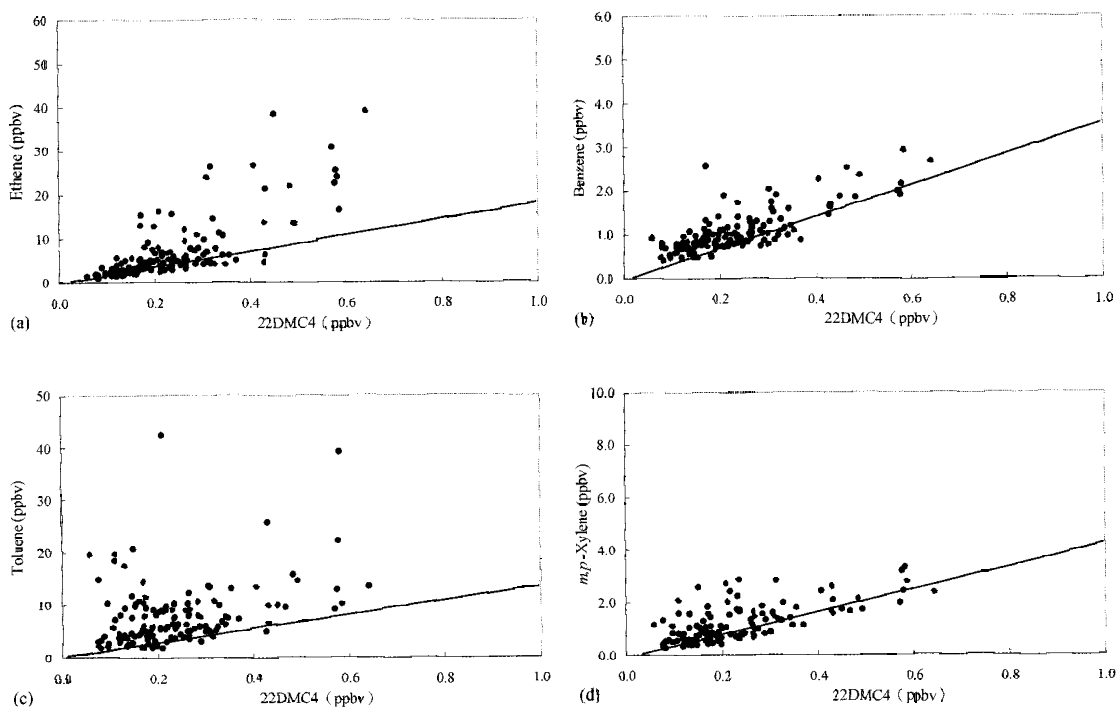 60
50
40
30
20
10
0
Ethene (ppbv)
0.0 0.2 0.4 0.6 0.8 1.0
22DMC4 (ppbv)
(a)
6.0
5.0
4.0
3.0
2.0
1.0
0.0
Benzene (ppbv)
0.0 0.2 0.4 0.6 0.8 1.0
22DMC4 (ppbv)
(b)
50
40
30
20
10
0
Toluene (ppbv)
0.0 0.2 0.4 0.6 0.8 1.0
22DMC4 (ppbv)
(c)
10.0
8.0
6.0
4.0
2.0
0.0
m,p-Xylene (ppbv)
0.0 0.2 0.4 0.6 0.8 1.0
22DMC4 (ppbv)
(d)